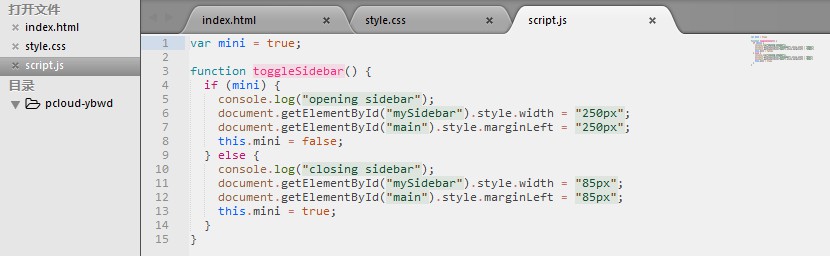 打开文件
index.html
style.css
script.js
目录
pcloud-ybwd
index.html
style.css
script.js
1 var mini = true;
2
3 function toggleSidebar() {
4 if (mini) {
5 console.log("opening sidebar");
6 document.getElementById("mySidebar").style.width = "250px";
7 document.getElementById("main").style.marginLeft = "250px";
8 this.mini = false;
9 } else {
10 console.log("closing sidebar");
11 document.getElementById("mySidebar").style.width = "85px";
12 document.getElementById("main").style.marginLeft = "85px";
13 this.mini = true;
14 }
15 }